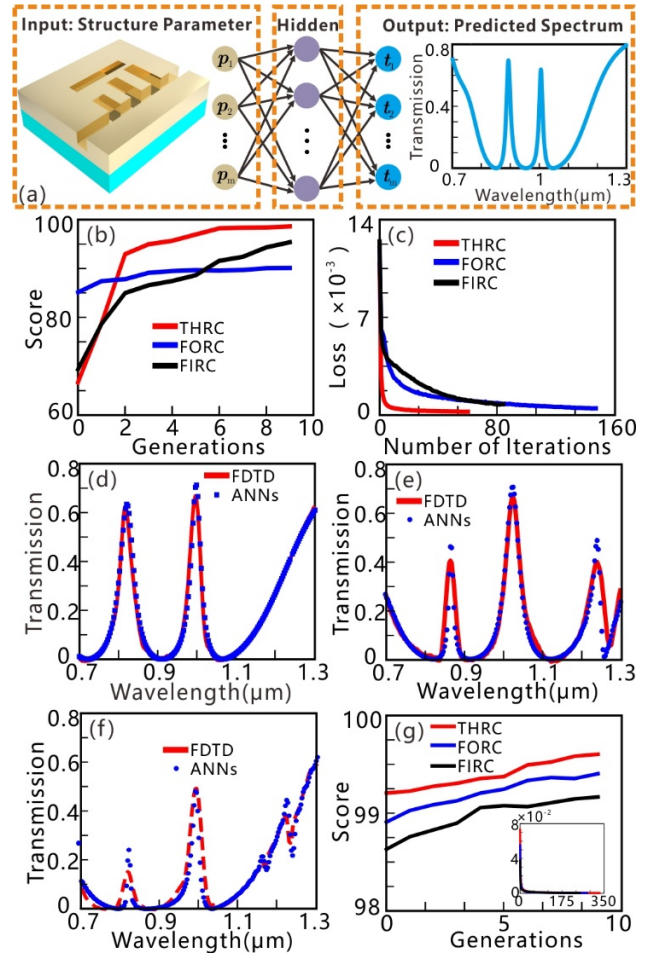 Input: Structure Parameter
Hidden
Output: Predicted Spectrum
p1
p2
pm
t1
t2
tm
Transmission
0.8
0.4
0
0.7
1
1.3
Wavelength(μm)
(a)
(b)
Score
100
80
60
THRC
FORC
FIRC
0 2 4 6 8 10
Generations
(c)
Loss (×10-3)
14
7
0
THRC
FORC
FIRC
0 80 160
Number of Iterations
(d)
Transmission
0.8
0.6
0.4
0.2
0
FDTD
ANNs
0.7 0.9 1.1 1.3
Wavelength(μm)
(e)
Transmission
0.8
0.6
0.4
0.2
0
FDTD
ANNs
0.7 0.9 1.1 1.3
Wavelength(μm)
(f)
Transmission
0.8
0.6
0.4
0.2
0
FDTD
ANNs
0.7 0.9 1.1 1.3
Wavelength(μm)
(g)
Score
100
99
98
THRC
FORC
FIRC
8 ×10-2
4
0
0 175 350
0 5 10
Generations